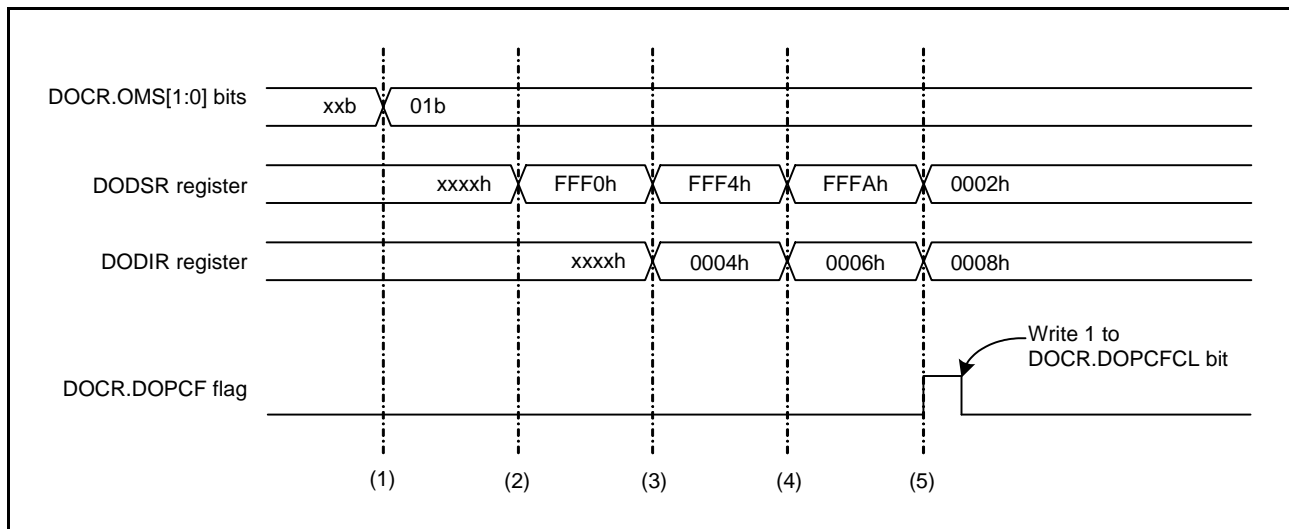 DOCR.OMS[1:0] bits
xxb
01b
DODSR register
xxxxh
FFF0h
FFF4h
FFFAh
0002h
DODIR register
xxxxh
0004h
0006h
0008h
Write 1 to
DOCR.DOPCFCL bit
DOCR.DOPCF flag
(1)
(2)
(3)
(4)
(5)